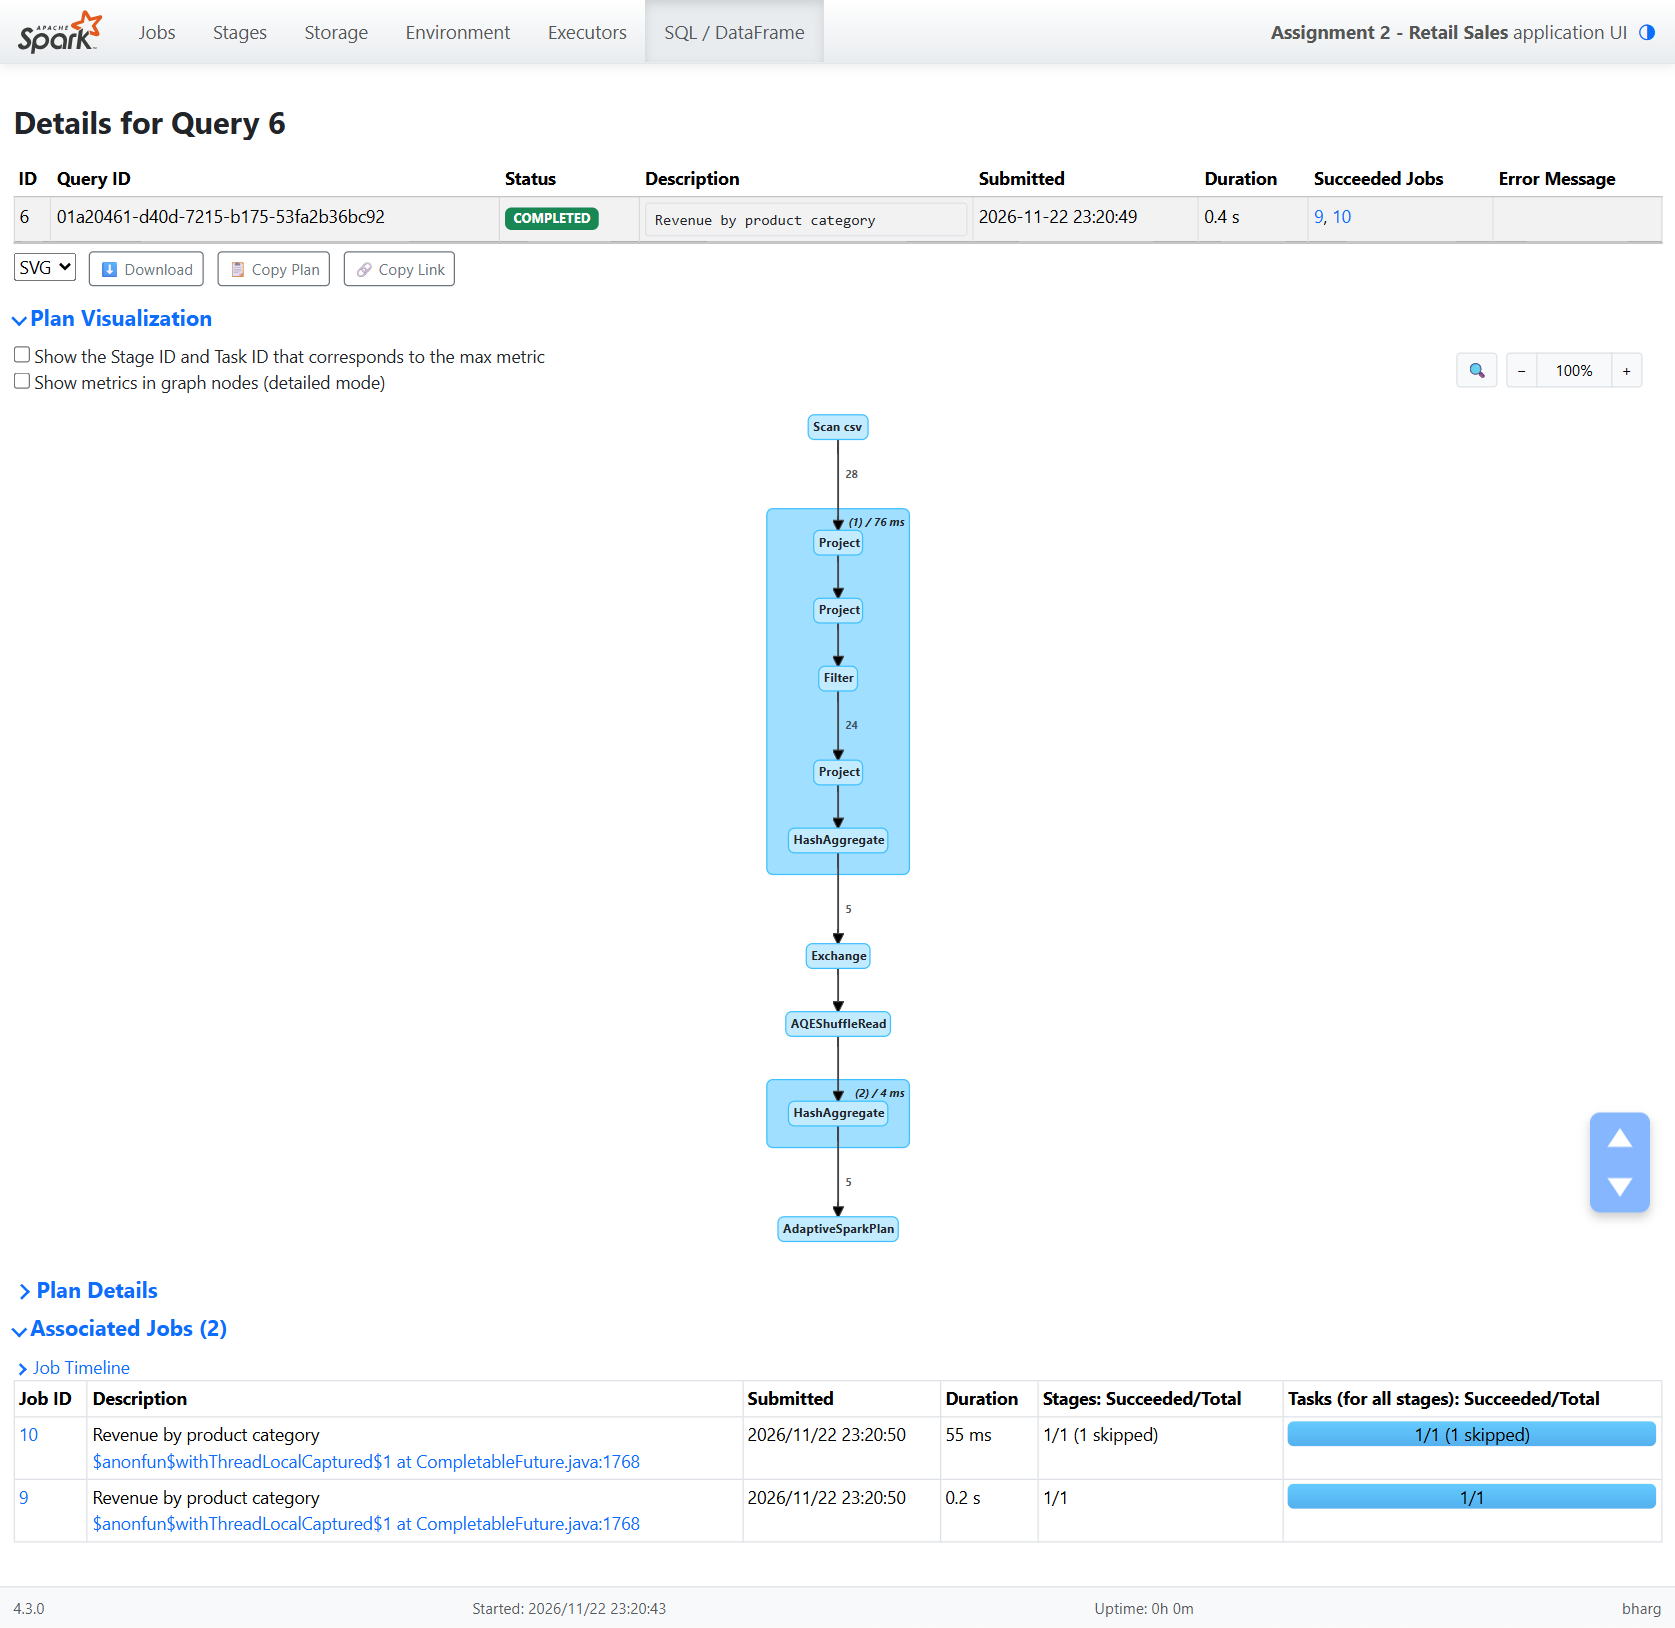 APACHE
Spark
Jobs Stages Storage Environment Executors SQL / DataFrame Assignment 2 - Retail Sales application UI
Details for Query 6
ID Query ID Status Description Submitted Duration Succeeded Jobs Error Message
6 01a20461-d40d-7215-b175-53fa2b36bc92 COMPLETED Revenue by product category 2026-11-22 23:20:49 0.4 s 9, 10
SVG Download Copy Plan Copy Link
Plan Visualization
Show the Stage ID and Task ID that corresponds to the max metric
Show metrics in graph nodes (detailed mode)
- 100% +
Scan csv
28
(1) / 76 ms
Project
Project
Filter
24
Project
HashAggregate
5
Exchange
AQEShuffleRead
(2) / 4 ms
HashAggregate
5
AdaptiveSparkPlan
Plan Details
Associated Jobs (2)
Job Timeline
Job ID Description Submitted Duration Stages: Succeeded/Total Tasks (for all stages): Succeeded/Total
10 Revenue by product category 2026/11/22 23:20:50 55 ms 1/1 (1 skipped) 1/1 (1 skipped)
$anonfun$withThreadLocalCaptured$1 at CompletableFuture.java:1768
9 Revenue by product category 2026/11/22 23:20:50 0.2 s 1/1 1/1
$anonfun$withThreadLocalCaptured$1 at CompletableFuture.java:1768
4.3.0 Started: 2026/11/22 23:20:43 Uptime: 0h 0m bharg